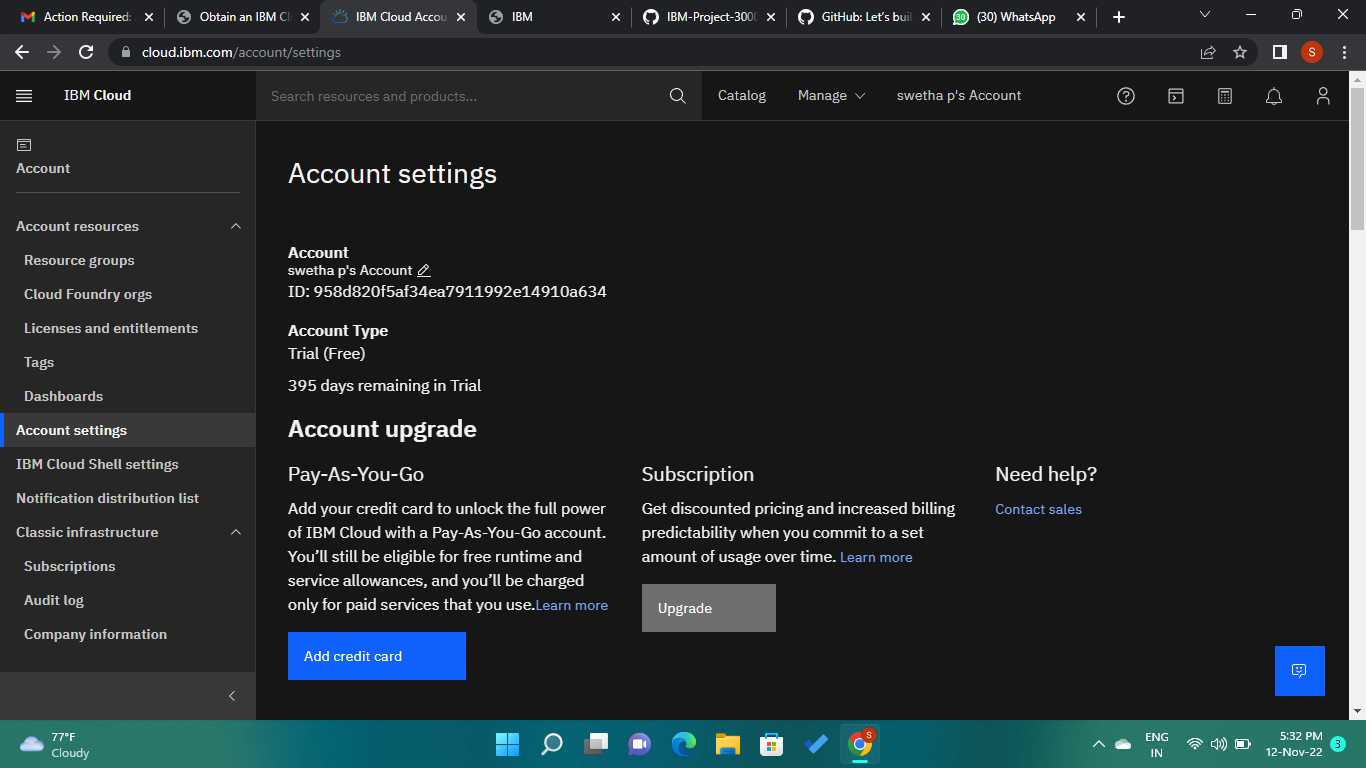 Action Required:
Obtain an IBM Cl
IBM Cloud Accou
IBM
IBM-Project-3000
GitHub: Let's buil
30
(30) WhatsApp
cloud.ibm.com/account/settings
S
IBM Cloud
Search resources and products...
Catalog
Manage
swetha p's Account
Account
Account resources
Resource groups
Cloud Foundry orgs
Licenses and entitlements
Tags
Dashboards
Account settings
IBM Cloud Shell settings
Notification distribution list
Classic infrastructure
Subscriptions
Audit log
Company information
Account settings
Account
swetha p's Account
ID: 958d820f5af34ea7911992e14910a634
Account Type
Trial (Free)
395 days remaining in Trial
Account upgrade
Pay-As-You-Go
Add your credit card to unlock the full power
of IBM Cloud with a Pay-As-You-Go account.
You'll still be eligible for free runtime and
service allowances, and you'll be charged
only for paid services that you use.Learn more
Add credit card
Subscription
Get discounted pricing and increased billing
predictability when you commit to a set
amount of usage over time. Learn more
Upgrade
Need help?
Contact sales
77°F
Cloudy
S
ENG
IN
5:32 PM
12-Nov-22
3